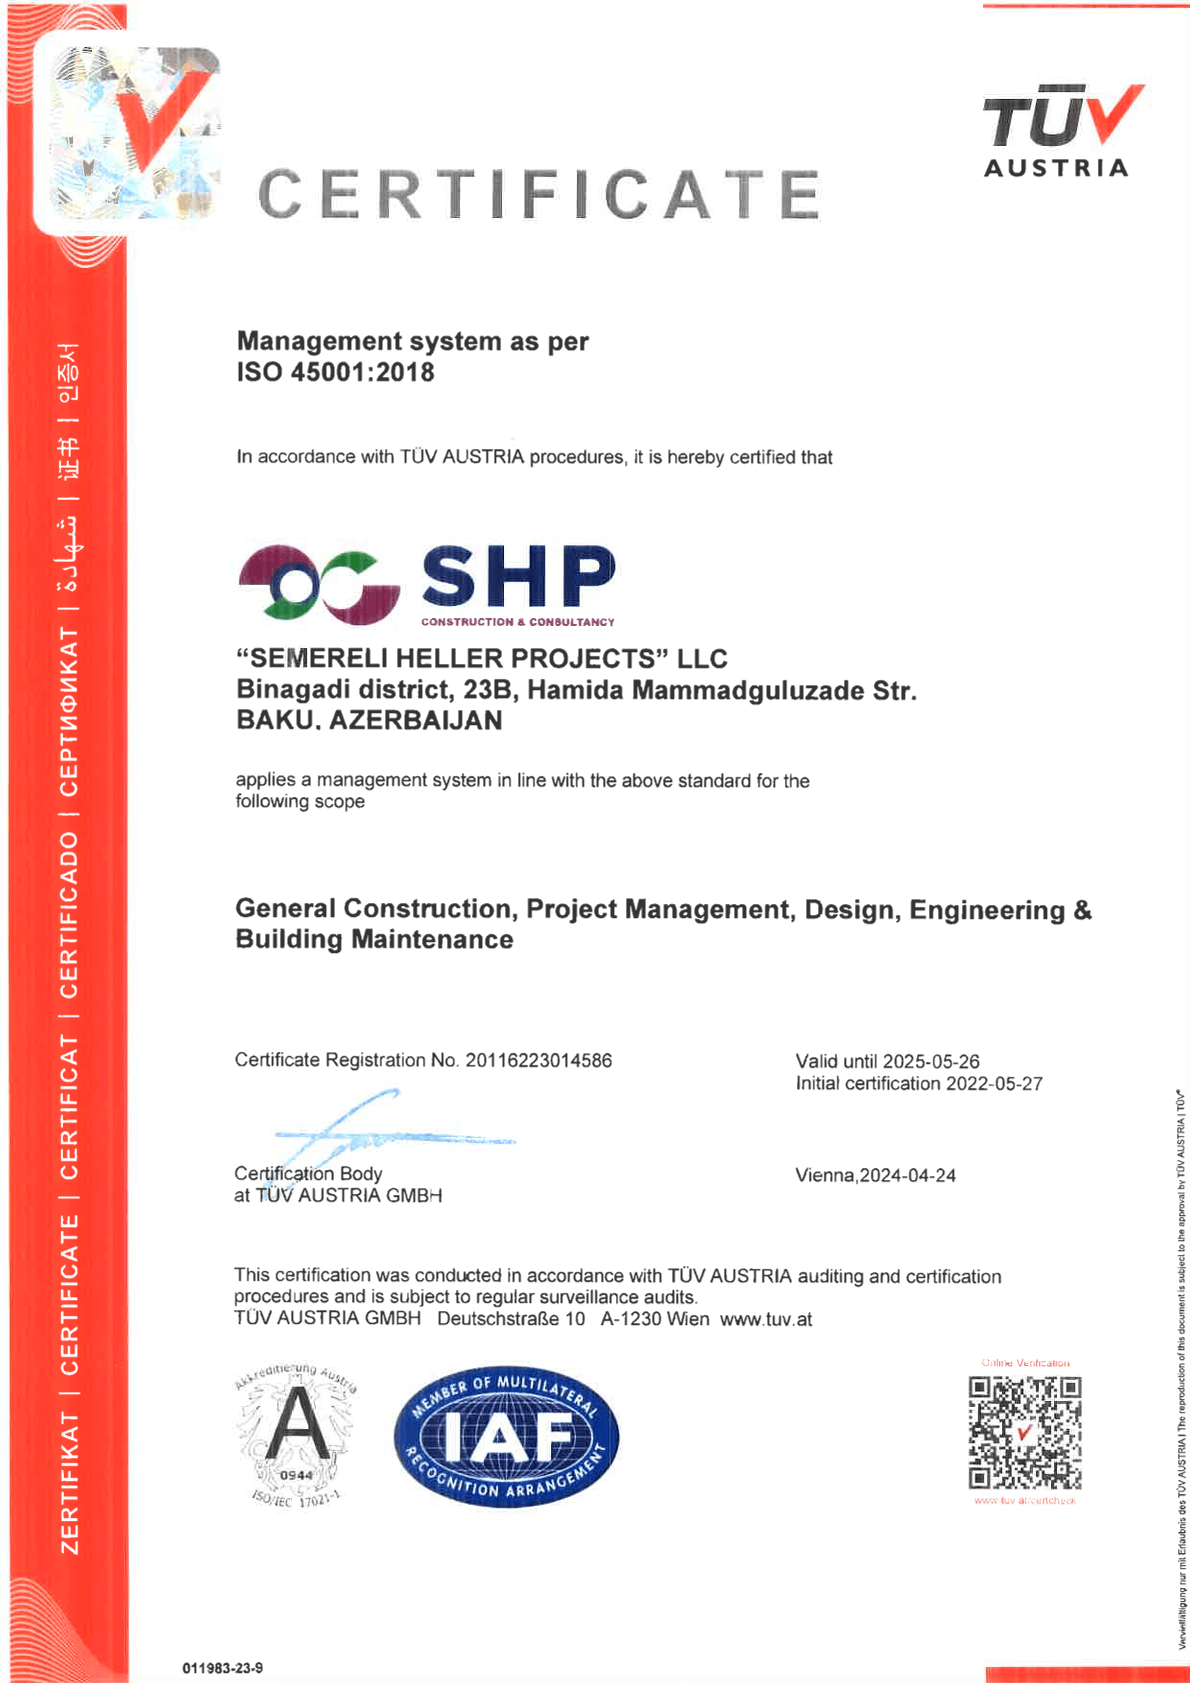 TÜV
AUSTRIA
CERTIFICATE
Management system as per
ISO 45001:2018
In accordance with TÜV AUSTRIA procedures, it is hereby certified that
SHP
CONSTRUCTION & CONSULTANCY
“SEMERELI HELLER PROJECTS” LLC
Binagadi district, 23B, Hamida Mammadguluzade Str.
BAKU. AZERBAIJAN
applies a management system in line with the above standard for the
following scope
General Construction, Project Management, Design, Engineering &
Building Maintenance
Certificate Registration No. 20116223014586
Valid until 2025-05-26
Initial certification 2022-05-27
Certification Body
at TÜV AUSTRIA GMBH
Vienna,2024-04-24
This certification was conducted in accordance with TÜV AUSTRIA auditing and certification
procedures and is subject to regular surveillance audits.
TÜV AUSTRIA GMBH Deutschstraße 10 A-1230 Wien www.tuv.at
Akkreditierung Austria
A
0944
ISO/IEC 17021-1
MEMBER OF MULTILATERAL
IAF
RECOGNITION ARRANGEMENT
Online Verification
www.tuv.at/certcheck
011983-23-9
ZERTIFIKAT | CERTIFICATE | CERTIFICAT | CERTIFICADO | СЕРТИФИКАТ | شهادة | 证书 | 인증서
Vervielfältigung nur mit Erlaubnis des TÜV AUSTRIA | The reproduction of this document is subject to the approval by TÜV AUSTRIA | TÜV®